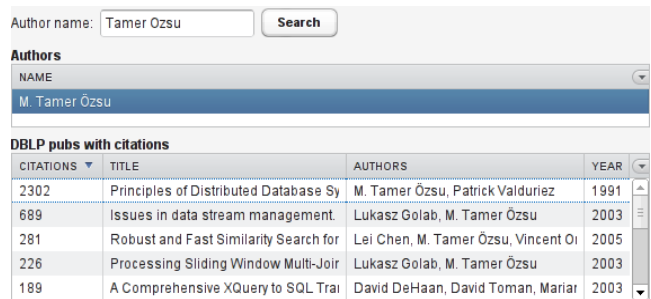 Author name: Tamer Ozsu Search
Authors
NAME
M. Tamer Özsu
DBLP pubs with citations
CITATIONS TITLE AUTHORS YEAR
2302 Principles of Distributed Database Sy M. Tamer Özsu, Patrick Valduriez 1991
689 Issues in data stream management. Lukasz Golab, M. Tamer Özsu 2003
281 Robust and Fast Similarity Search for Lei Chen, M. Tamer Özsu, Vincent Or 2005
226 Processing Sliding Window Multi-Joir Lukasz Golab, M. Tamer Özsu 2003
189 A Comprehensive XQuery to SQL Trar David DeHaan, David Toman, Mariar 2003